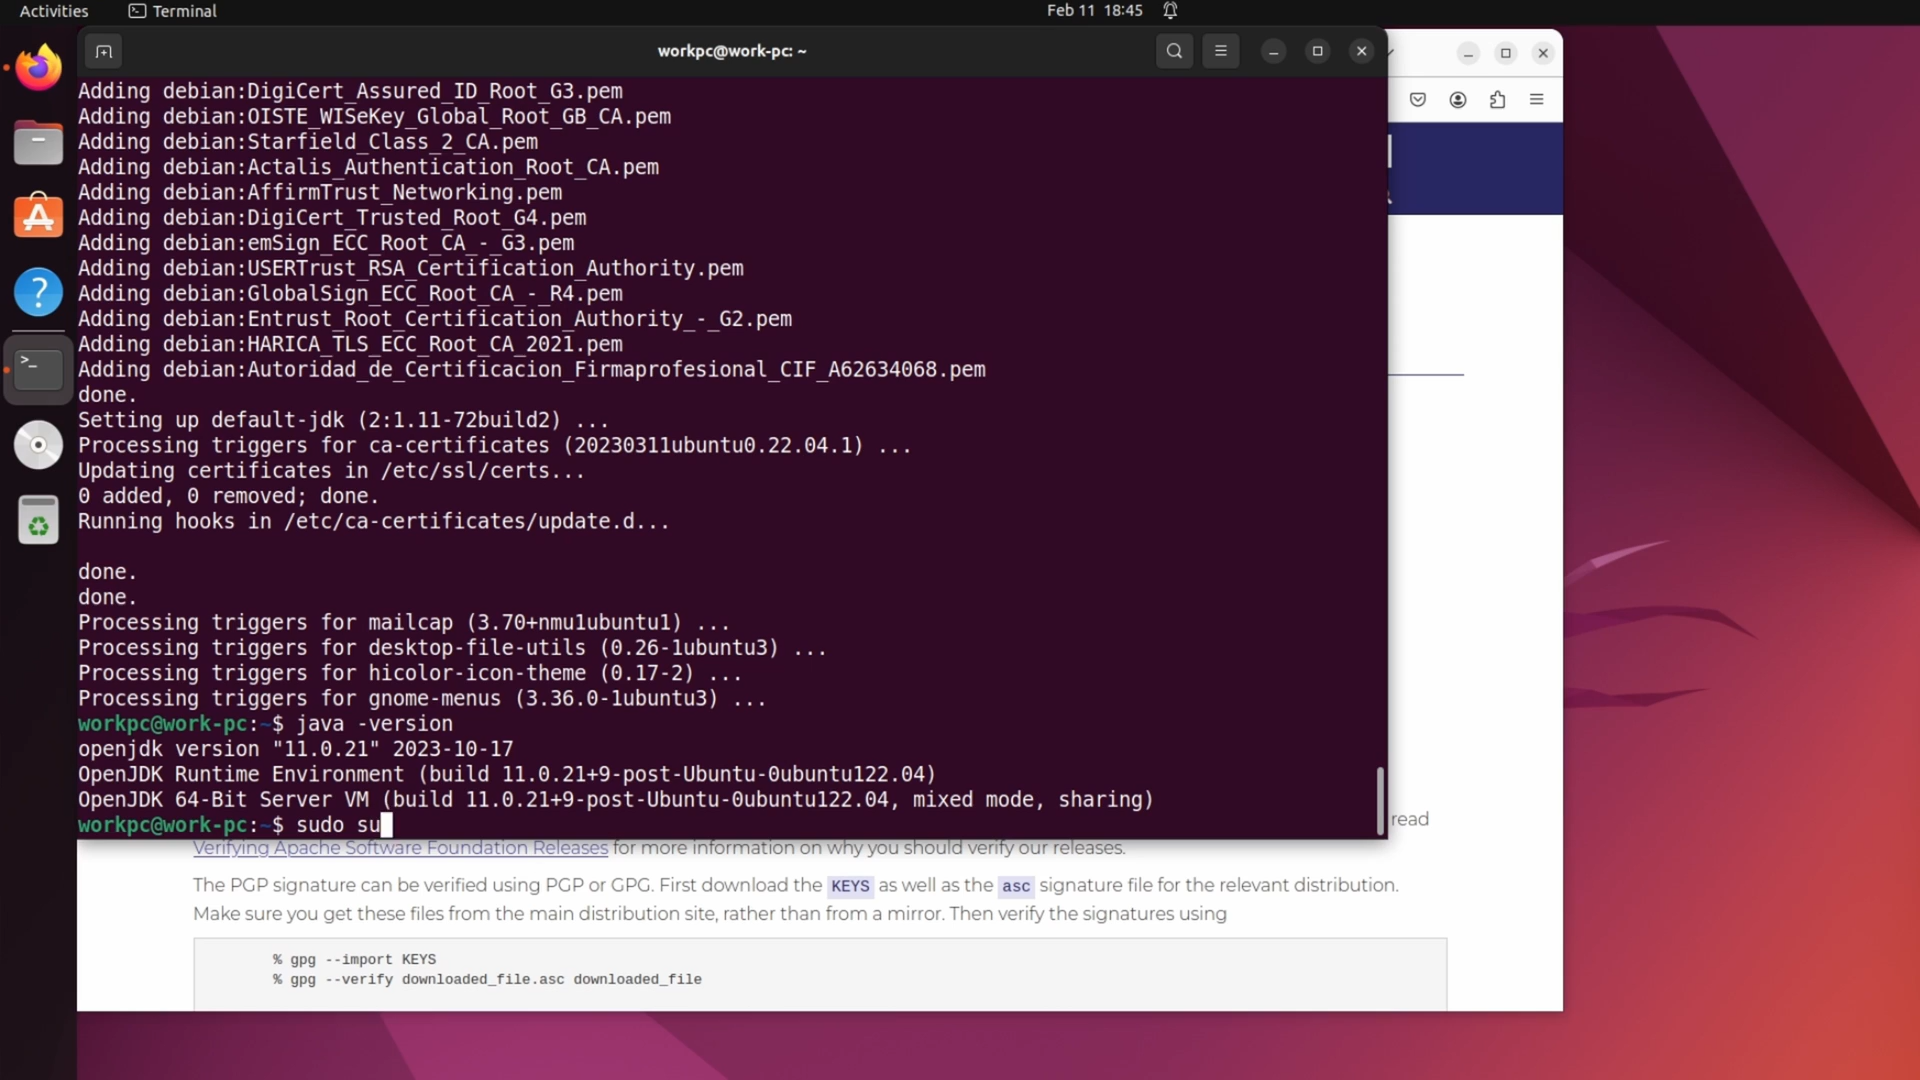 Activities Terminal Feb 11 18:45
workpc@work-pc: ~
Adding debian:DigiCert_Assured_ID_Root_G3.pem
Adding debian:OISTE_WISeKey_Global_Root_GB_CA.pem
Adding debian:Starfield_Class_2_CA.pem
Adding debian:Actalis_Authentication_Root_CA.pem
Adding debian:AffirmTrust_Networking.pem
Adding debian:DigiCert_Trusted_Root_G4.pem
Adding debian:emSign_ECC_Root_CA_-_G3.pem
Adding debian:USERTrust_RSA_Certification_Authority.pem
Adding debian:GlobalSign_ECC_Root_CA_-_R4.pem
Adding debian:Entrust_Root_Certification_Authority_-_G2.pem
Adding debian:HARICA_TLS_ECC_Root_CA_2021.pem
Adding debian:Autoridad_de_Certificacion_Firmaprofesional_CIF_A62634068.pem
done.
Setting up default-jdk (2:1.11-72build2) ...
Processing triggers for ca-certificates (20230311ubuntu0.22.04.1) ...
Updating certificates in /etc/ssl/certs...
0 added, 0 removed; done.
Running hooks in /etc/ca-certificates/update.d...
done.
done.
Processing triggers for mailcap (3.70+nmu1ubuntu1) ...
Processing triggers for desktop-file-utils (0.26-1ubuntu3) ...
Processing triggers for hicolor-icon-theme (0.17-2) ...
Processing triggers for gnome-menus (3.36.0-1ubuntu3) ...
workpc@work-pc:~$ java -version
openjdk version "11.0.21" 2023-10-17
OpenJDK Runtime Environment (build 11.0.21+9-post-Ubuntu-0ubuntu122.04)
OpenJDK 64-Bit Server VM (build 11.0.21+9-post-Ubuntu-0ubuntu122.04, mixed mode, sharing)
workpc@work-pc:~$ sudo su
read
Verifying Apache Software Foundation Releases for more information on why you should verify our releases.
The PGP signature can be verified using PGP or GPG. First download the KEYS as well as the asc signature file for the relevant distribution.
Make sure you get these files from the main distribution site, rather than from a mirror. Then verify the signatures using
% gpg --import KEYS
% gpg --verify downloaded_file.asc downloaded_file